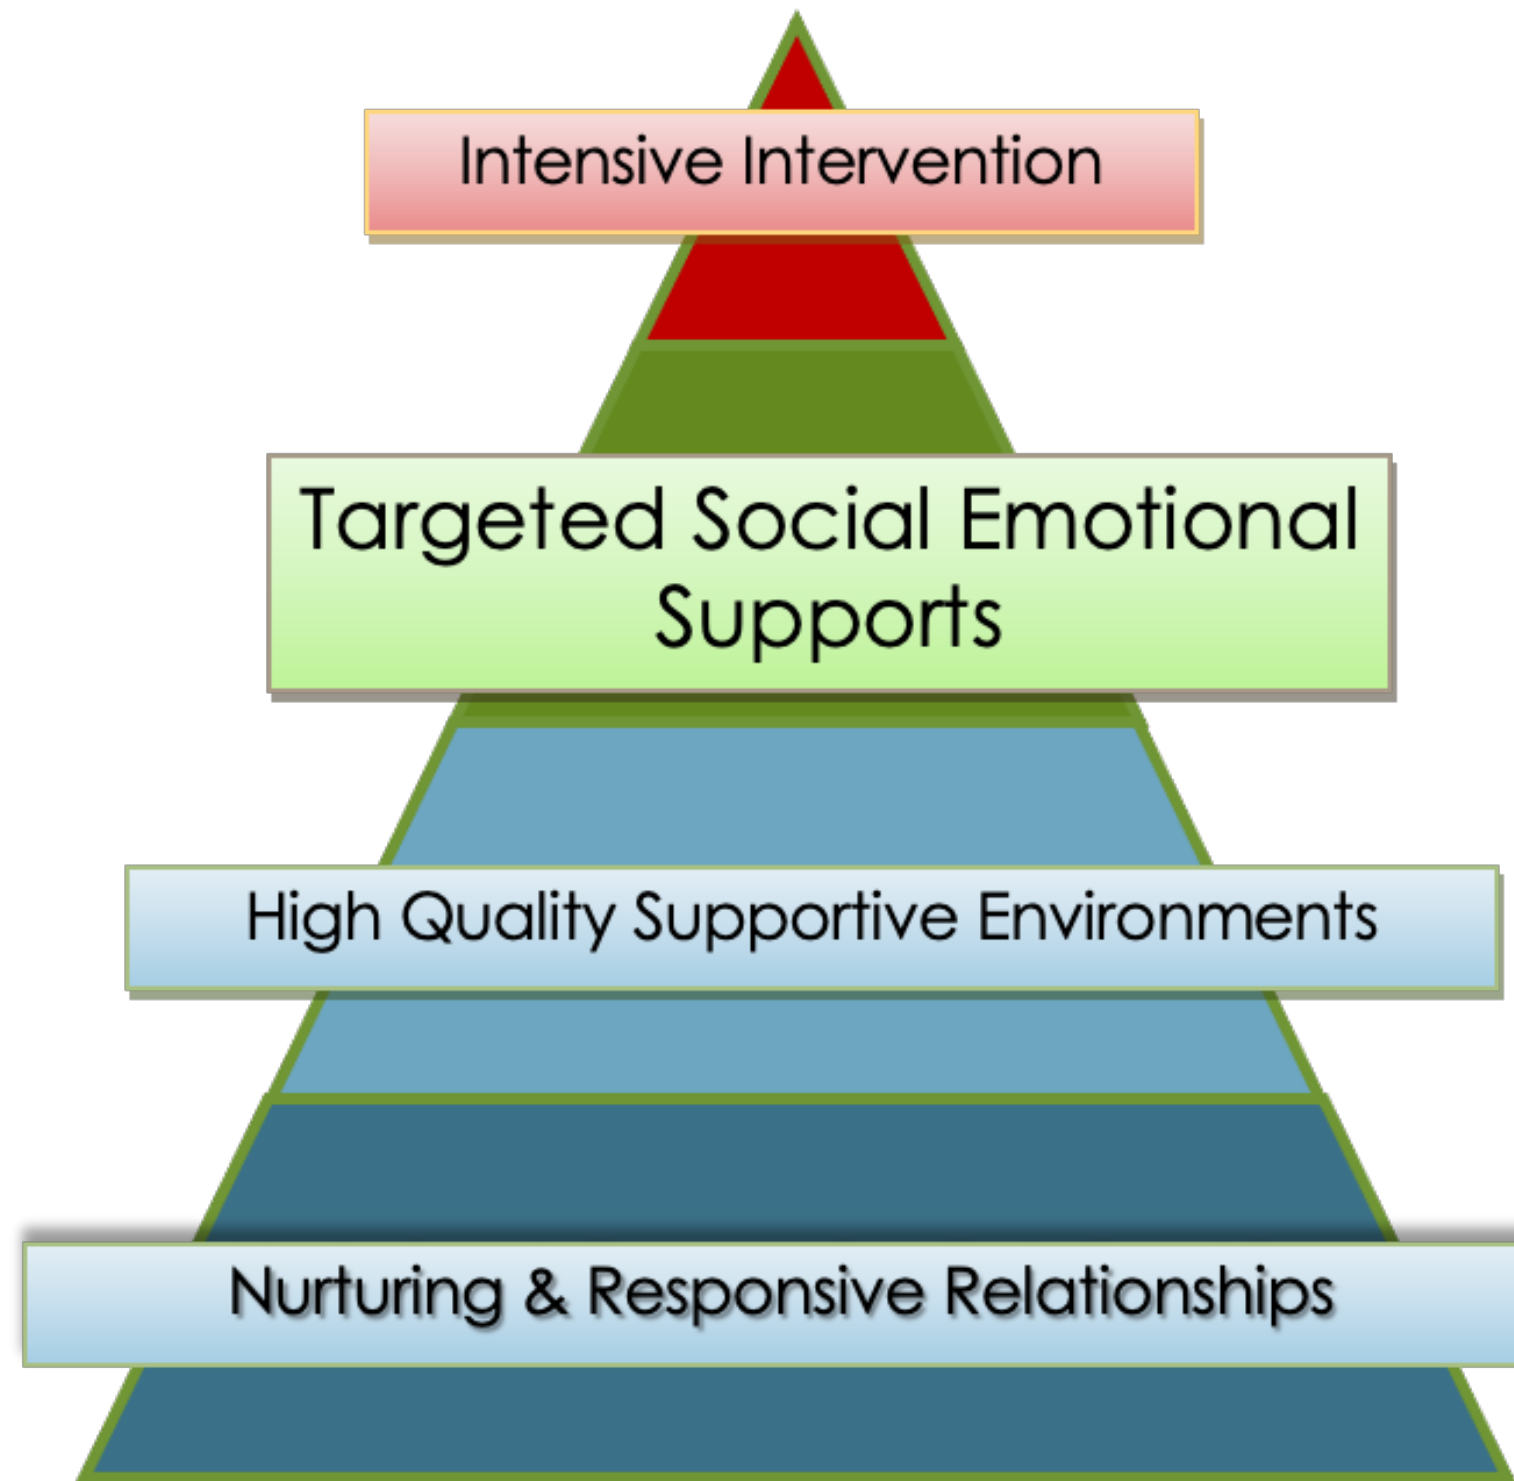 Intensive Intervention
Targeted Social Emotional
Supports
High Quality Supportive Environments
Nurturing & Responsive Relationships